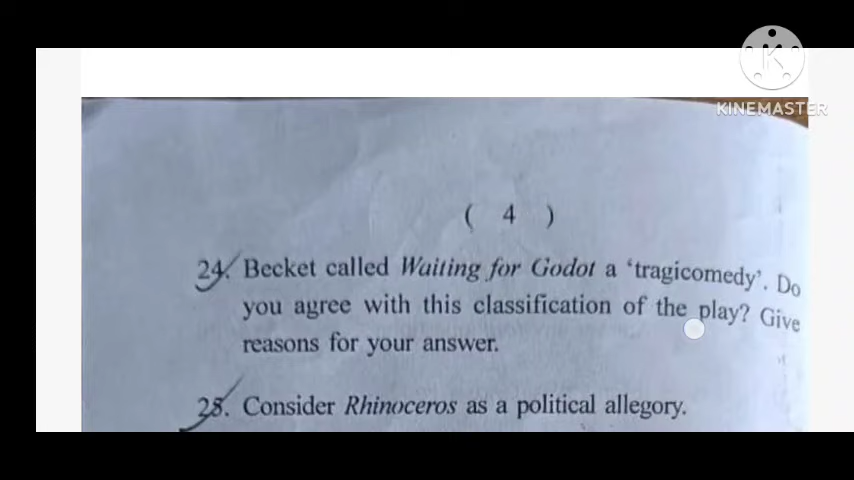 KINEMASTER
( 4 )
24. Becket called Waiting for Godot a ‘tragicomedy’. Do
you agree with this classification of the play? Give
reasons for your answer.
25. Consider Rhinoceros as a political allegory.